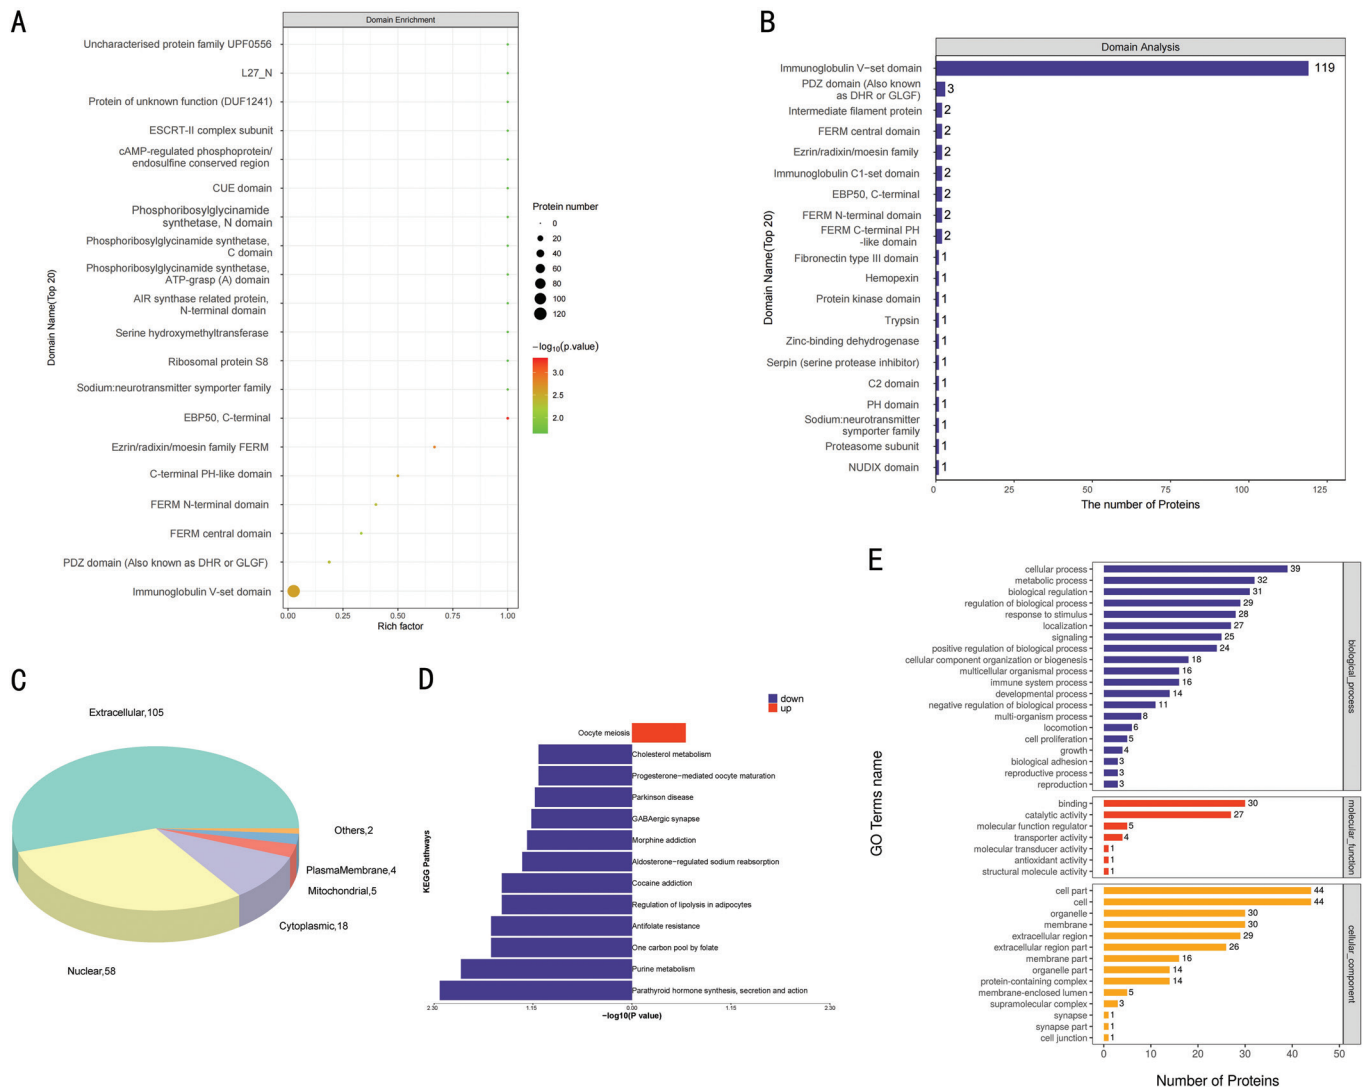 A
Domain Enrichment
Domain Name(Top 20)
Uncharacterised protein family UPF0556
L27_N
Protein of unknown function (DUF1241)
ESCRT-II complex subunit
cAMP-regulated phosphoprotein/
endosulfine conserved region
CUE domain
Phosphoribosylglycinamide
synthetase, N domain
Phosphoribosylglycinamide synthetase,
C domain
Phosphoribosylglycinamide synthetase,
ATP-grasp (A) domain
AIR synthase related protein,
N-terminal domain
Serine hydroxymethyltransferase
Ribosomal protein S8
Sodium:neurotransmitter symporter family
EBP50, C-terminal
Ezrin/radixin/moesin family FERM
C-terminal PH-like domain
FERM N-terminal domain
FERM central domain
PDZ domain (Also known as DHR or GLGF)
Immunoglobulin V-set domain
0.00 0.25 0.50 0.75 1.00
Rich factor
Protein number
0
20
40
60
80
100
120
−log10(p.value)
3.0
2.5
2.0
B
Domain Analysis
Domain Name(Top 20)
Immunoglobulin V−set domain 119
PDZ domain (Also known
as DHR or GLGF) 3
Intermediate filament protein 2
FERM central domain 2
Ezrin/radixin/moesin family 2
Immunoglobulin C1-set domain 2
EBP50, C-terminal 2
FERM N-terminal domain 2
FERM C-terminal PH
-like domain 2
Fibronectin type III domain 1
Hemopexin 1
Protein kinase domain 1
Trypsin 1
Zinc-binding dehydrogenase 1
Serpin (serine protease inhibitor) 1
C2 domain 1
PH domain 1
Sodium:neurotransmitter
symporter family 1
Proteasome subunit 1
NUDIX domain 1
0 25 50 75 100 125
The number of Proteins
C
Extracellular,105
Others,2
PlasmaMembrane,4
Mitochondrial,5
Cytoplasmic,18
Nuclear,58
D
down
up
KEGG Pathways
Oocyte meiosis
Cholesterol metabolism
Progesterone−mediated oocyte maturation
Parkinson disease
GABAergic synapse
Morphine addiction
Aldosterone−regulated sodium reabsorption
Cocaine addiction
Regulation of lipolysis in adipocytes
Antifolate resistance
One carbon pool by folate
Purine metabolism
Parathyroid hormone synthesis, secretion and action
2.30 1.15 0.00 1.15 2.30
−log10(P value)
E
GO Terms name
cellular process 39
metabolic process 32
biological regulation 31
regulation of biological process 29
response to stimulus 28
localization 27
signaling 25
positive regulation of biological process 24
cellular component organization or biogenesis 18
multicellular organismal process 16
immune system process 16
developmental process 14
negative regulation of biological process 11
multi-organism process 8
locomotion 6
cell proliferation 5
growth 4
biological adhesion 3
reproductive process 3
reproduction 3
biological_process
binding 30
catalytic activity 27
molecular function regulator 5
transporter activity 4
molecular transducer activity 1
antioxidant activity 1
structural molecule activity 1
molecular_function
cell part 44
cell 44
organelle 30
membrane 30
extracellular region 29
extracellular region part 26
membrane part 16
organelle part 14
protein-containing complex 14
membrane-enclosed lumen 5
supramolecular complex 3
synapse 1
synapse part 1
cell junction 1
cellular_component
0 10 20 30 40 50
Number of Proteins